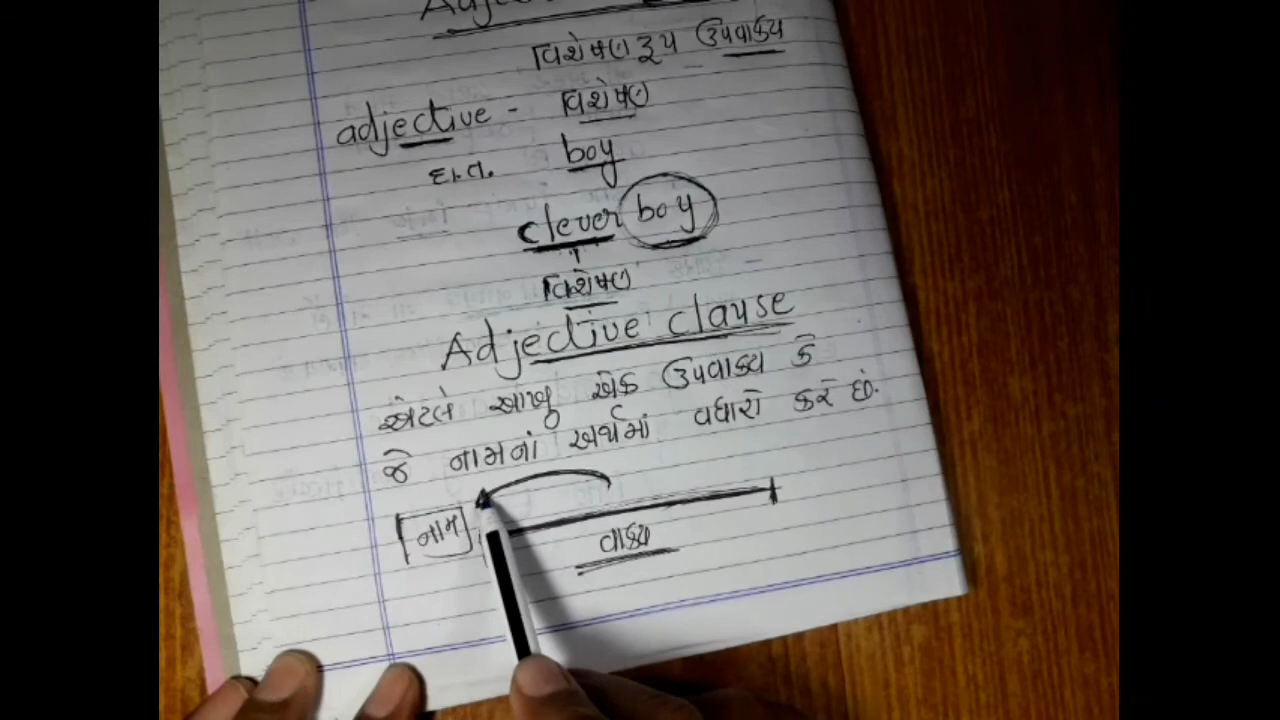 વિશેષણ રૂપ ઉપવાક્ય
adjective - વિશેષણ
દા.ત. boy
clever boy
વિશેષણ
Adjective clause
એટલે આખુ એક ઉપવાક્ય કે
જે નામનાં અર્થમાં વધારો કરે છે.
નામ વાક્ય